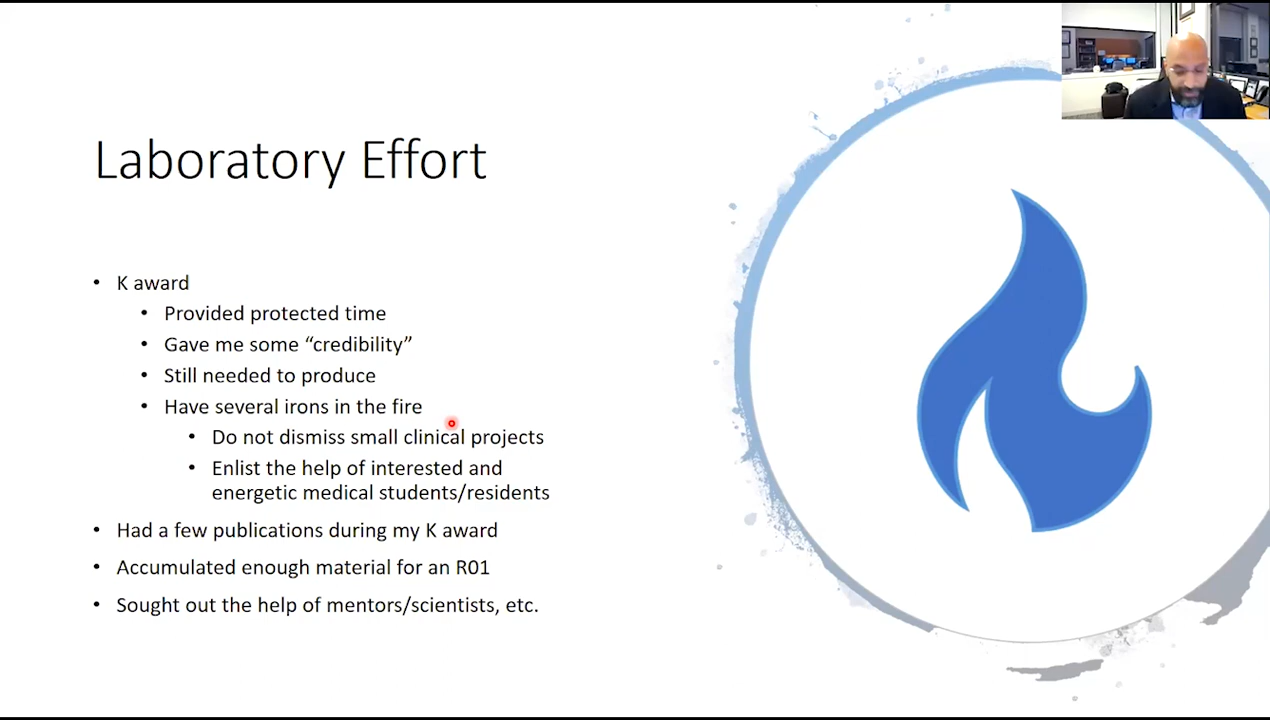 Laboratory Effort
• K award
• Provided protected time
• Gave me some “credibility”
• Still needed to produce
• Have several irons in the fire
• Do not dismiss small clinical projects
• Enlist the help of interested and
energetic medical students/residents
• Had a few publications during my K award
• Accumulated enough material for an R01
• Sought out the help of mentors/scientists, etc.